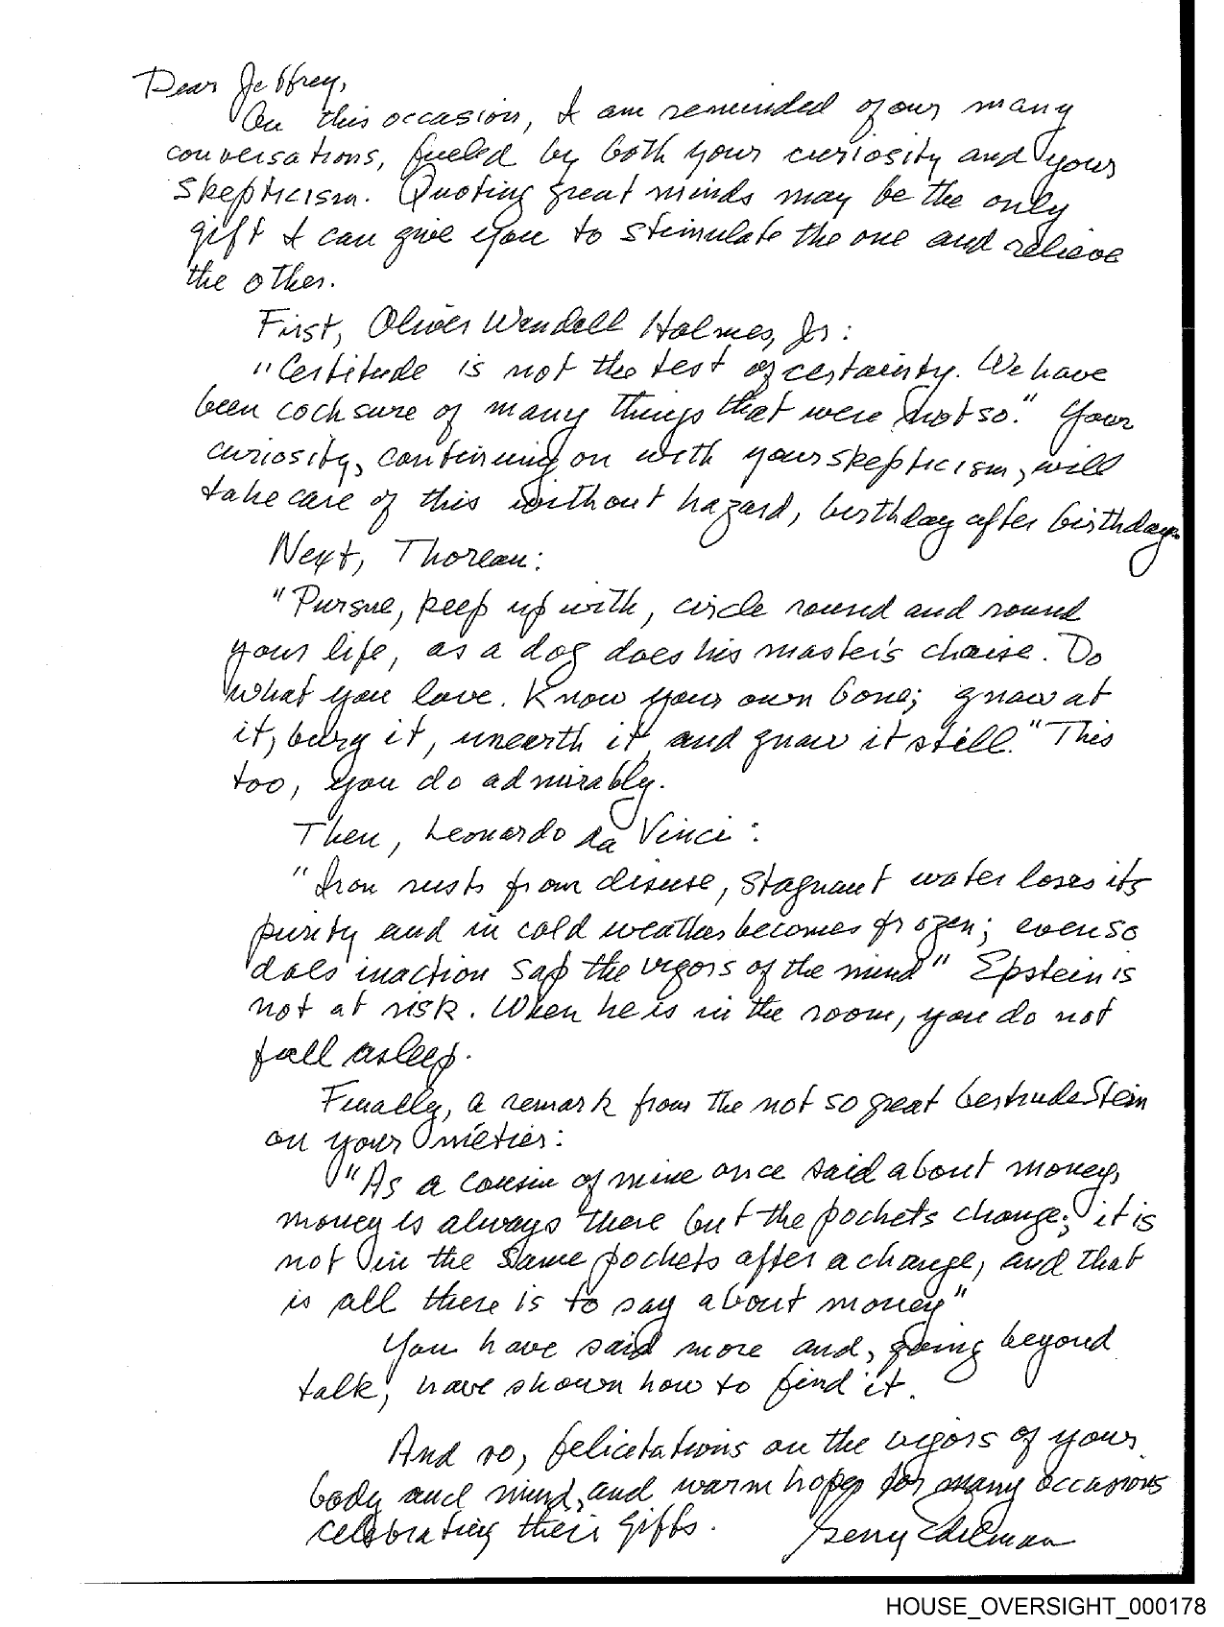 Dear Jeffrey,
On this occasion, I am reminded of our many
conversations, fueled by both your curiosity and your
skepticism. Quoting great minds may be the only
gift I can give you to stimulate the one and relieve
the other.
First, Oliver Wendell Holmes, Jr:
"Certitude is not the test of certainty. We have
been cocksure of many things that were not so." Your
curiosity, continuing on with your skepticism, will
take care of this without hazard, birthday after birthday.
Next, Thoreau:
"Pursue, keep up with, circle round and round
your life, as a dog does his master's chaise. Do
what you love. Know your own bone; gnaw at
it, bury it, unearth it, and gnaw it still." This
too, you do admirably.
Then, Leonardo da Vinci:
"Iron rusts from disuse, stagnant water loses its
purity and in cold weather becomes frozen; even so
does inaction sap the vigors of the mind" Epstein is
not at risk. When he is in the room, you do not
fall asleep.
Finally, a remark from the not so great Gertrude Stein
on your métier:
"As a cousin of mine once said about money,
money is always there but the pockets change; it is
not in the same pockets after a change, and that
is all there is to say about money"
You have said more and, going beyond
talk, have shown how to find it.
And so, felicitations on the vigors of your
body and mind, and warm hopes for many occasions
celebrating their gifts. Gerry Edelman
HOUSE_OVERSIGHT_000178